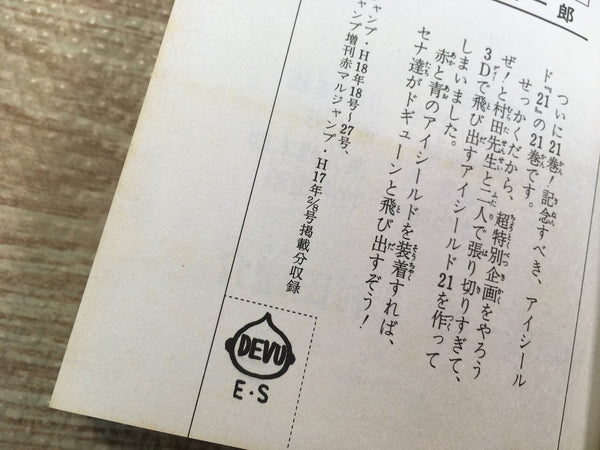 一郎
ついに21巻!記念すべき、アイシール
ド『21』の21巻です。
せっかくだから、超特別企画をやろう
ぜ!と村田先生と二人で張り切りすぎて、
3Dで飛び出すアイシールド21を作って
しまいました。
赤と青のアイシールドを装着すれば、
セナ達がドギューンと飛び出すぞう!
ャンプ・H18年18号〜27号、
ャンプ増刊赤マルジャンプ・H17年2/8号掲載分収録
DEVU
E・S